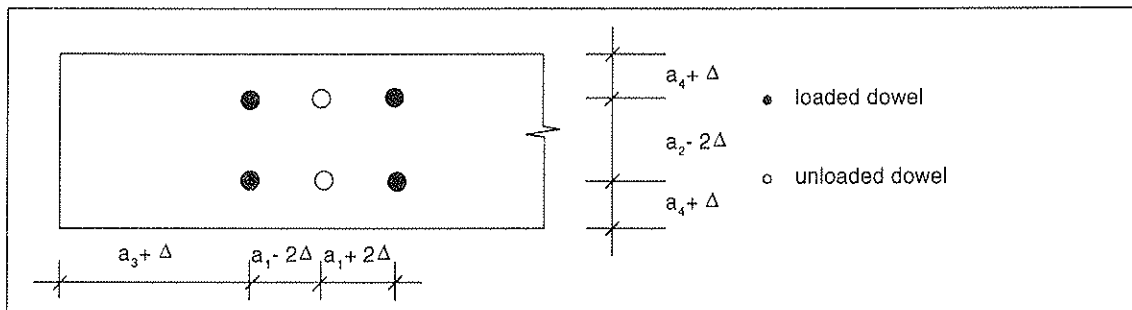 a₄+ Δ
● loaded dowel
a₂- 2Δ
○ unloaded dowel
a₄+ Δ
a₃+ Δ
a₁- 2Δ
a₁+ 2Δ